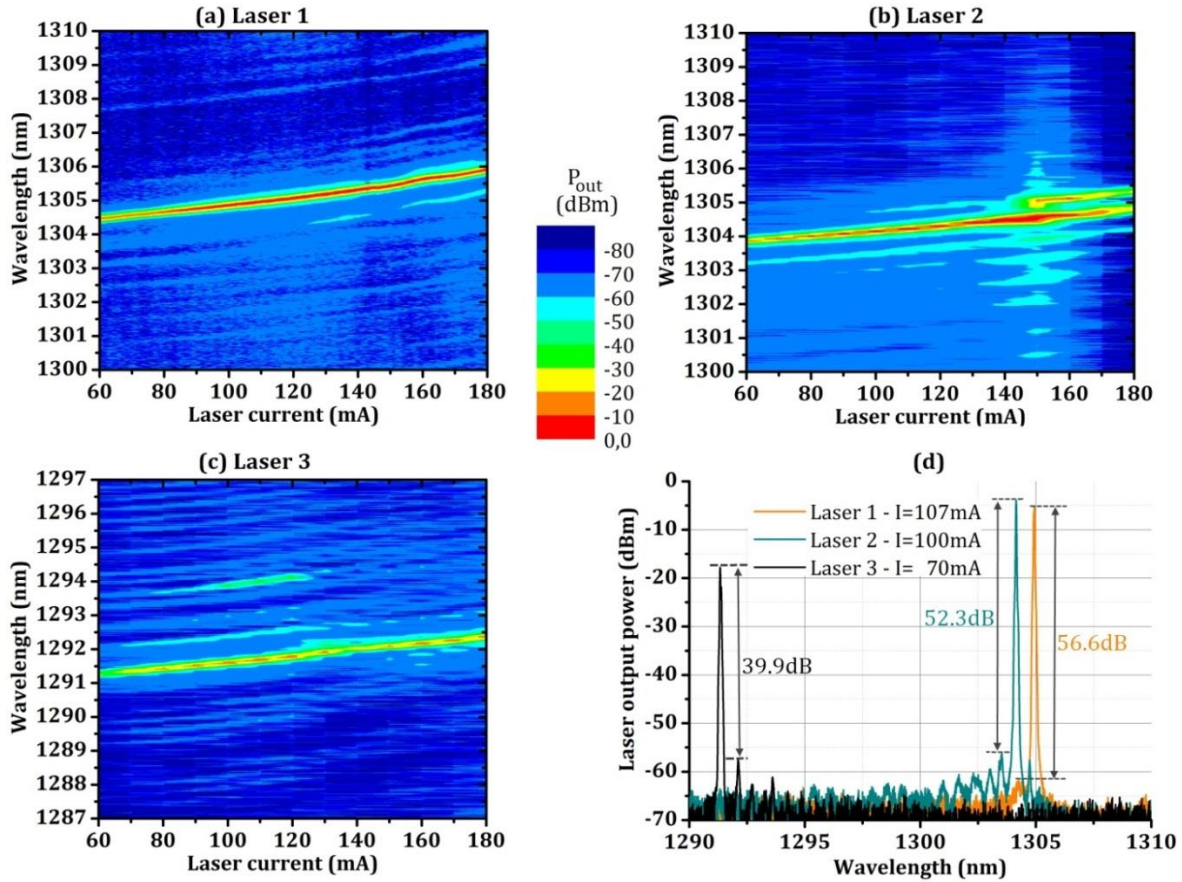 (a) Laser 1
1310
1309
1308
1307
1306
1305
1304
1303
1302
1301
1300
Wavelength (nm)
60 80 100 120 140 160 180
Laser current (mA)
P_out
(dBm)
-80
-70
-60
-50
-40
-30
-20
-10
0,0
(b) Laser 2
1310
1309
1308
1307
1306
1305
1304
1303
1302
1301
1300
Wavelength (nm)
60 80 100 120 140 160 180
Laser current (mA)
(c) Laser 3
1297
1296
1295
1294
1293
1292
1291
1290
1289
1288
1287
Wavelength (nm)
60 80 100 120 140 160 180
Laser current (mA)
(d)
0
-10
-20
-30
-40
-50
-60
-70
Laser output power (dBm)
Laser 1 - I=107mA
Laser 2 - I=100mA
Laser 3 - I= 70mA
52.3dB
56.6dB
39.9dB
1290 1295 1300 1305 1310
Wavelength (nm)